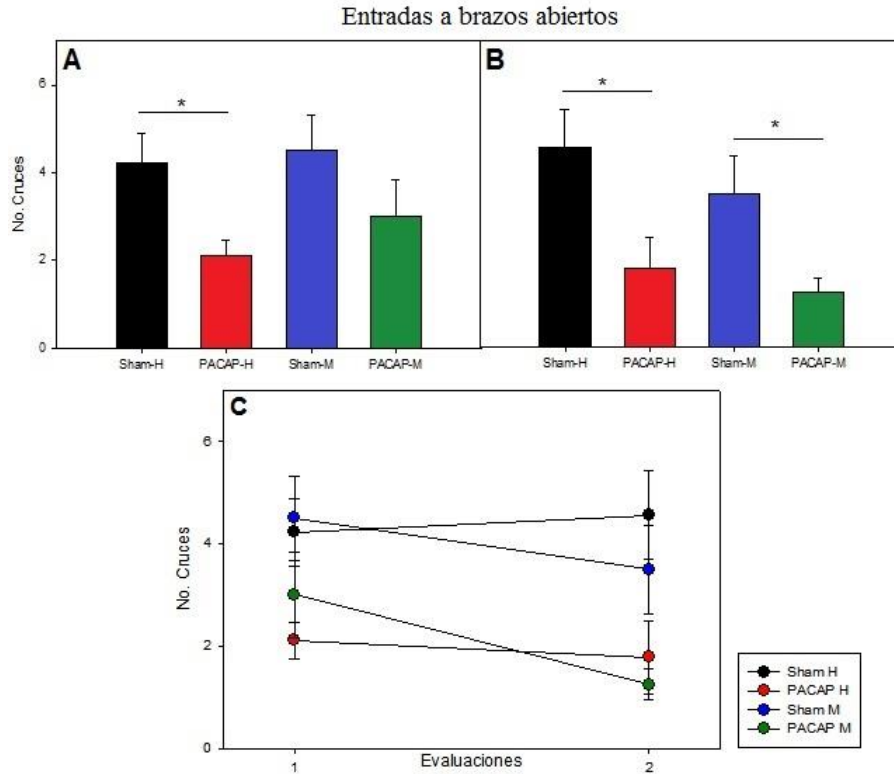 Entradas a brazos abiertos
A
*
6
4
2
0
No. Cruces
Sham-H PACAP-H Sham-M PACAP-M
B
*
*
Sham-H PACAP-H Sham-M PACAP-M
C
6
4
2
0
No. Cruces
1 2
Evaluaciones
Sham H
PACAP H
Sham M
PACAP M